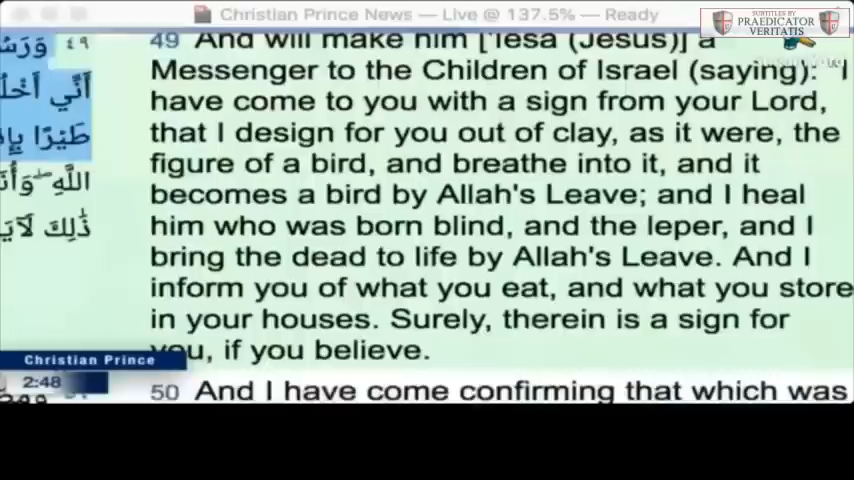 Christian Prince News — Live @ 137.5% — Ready
SUBTITLES BY
PRAEDICATOR
VERITATIS
٤٩ وَرَسُ
أَنِّي أَخْلُ
طَيْرًا بِإِ
اللَّهِ ۖ وَأُنَ
ذَٰلِكَ لَآيَ
49 And will make him ['Iesa (Jesus)] a
Messenger to the Children of Israel (saying): "I
have come to you with a sign from your Lord,
that I design for you out of clay, as it were, the
figure of a bird, and breathe into it, and it
becomes a bird by Allah's Leave; and I heal
him who was born blind, and the leper, and I
bring the dead to life by Allah's Leave. And I
inform you of what you eat, and what you store
in your houses. Surely, therein is a sign for
you, if you believe.
Christian Prince
2:48
50 And I have come confirming that which was